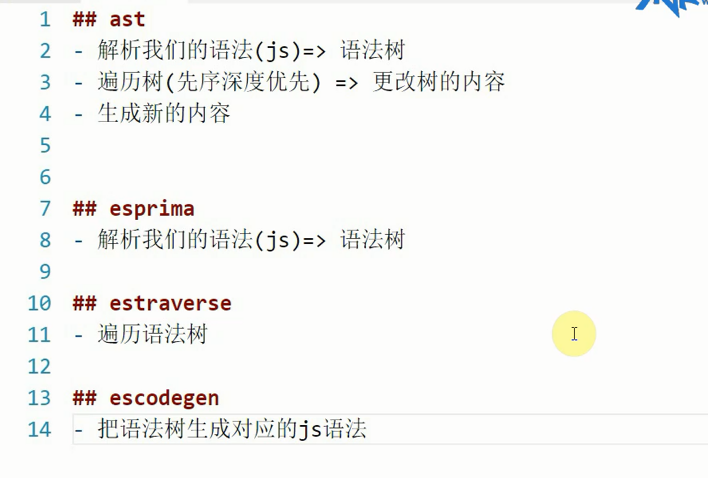 1 ## ast
2 - 解析我们的语法(js)=> 语法树
3 - 遍历树(先序深度优先) => 更改树的内容
4 - 生成新的内容
5
6
7 ## esprima
8 - 解析我们的语法(js)=> 语法树
9
10 ## estraverse
11 - 遍历语法树
12
13 ## escodegen
14 - 把语法树生成对应的js语法